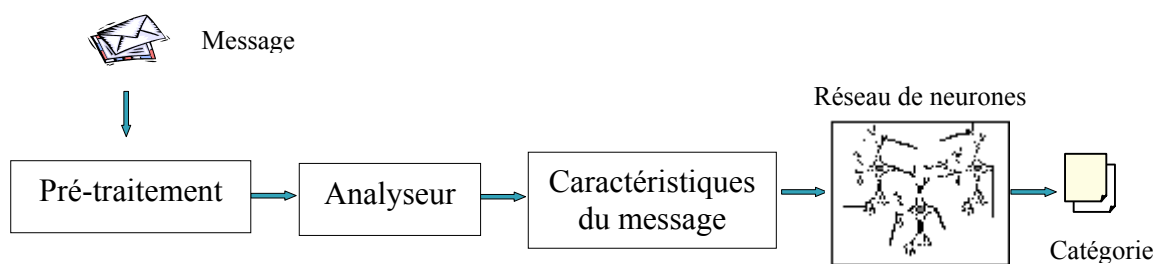 Message
Réseau de neurones
Pré-traitement
Analyseur
Caractéristiques
du message
Catégorie